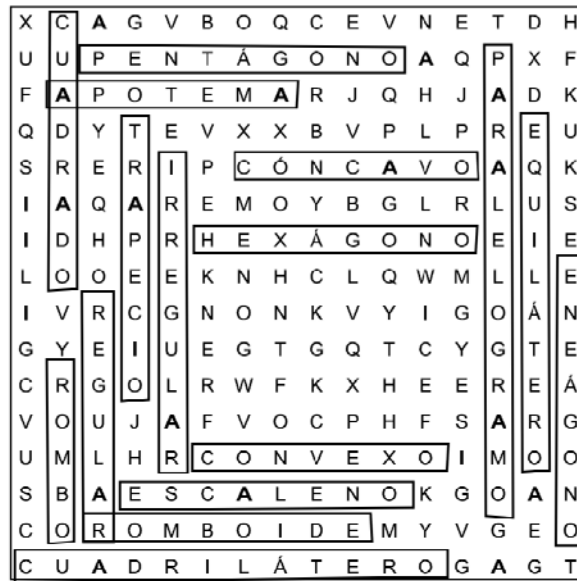 X C A G V B O Q C E V N E T D H
U U P E N T Á G O N O A Q P X F
F A P O T E M A R J Q H J A D K
Q D Y T E V X X B V P L P R E U
S R E R I P C Ó N C A V O A Q K
I A Q A R E M O Y B G L R L U S
I D H P R H E X Á G O N O E I E
L O O E E K N H C L Q W M L L E
I V R C G N O N K V Y I G O Á N
G Y E I U E G T G Q T C Y G T E
C R G O L R W F K X H E E R E Á
V O U J A F V O C P H F S A R G
U M L H R C O N V E X O I M O O
S B A E S C A L E N O K G O A N
C O R O M B O I D E M Y V G E O
C U A D R I L Á T E R O G A G T